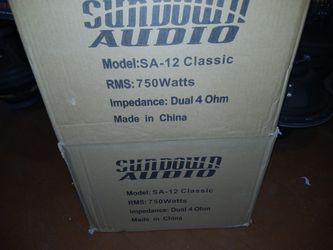 SUNDOWN
AUDIO
Model:SA-12 Classic
RMS:750Watts
Impedance: Dual 4 Ohm
Made in China
SUNDOWN
AUDIO
Model:SA-12 Classic
RMS:750Watts
Impedance: Dual 4 Ohm
Made in China